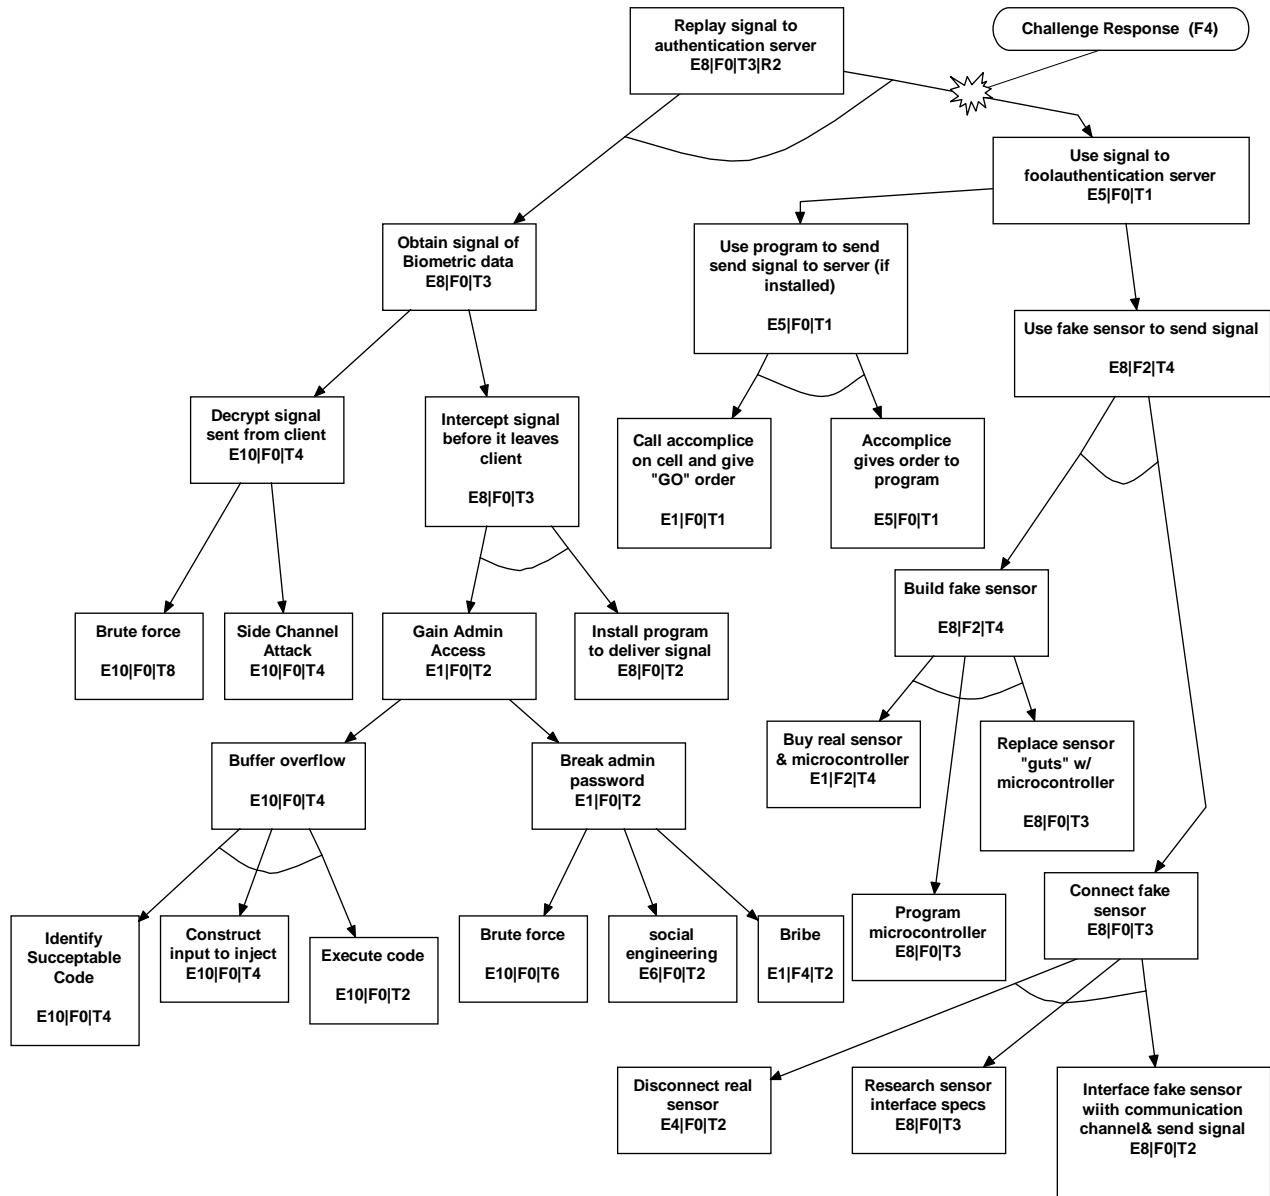 Replay signal to
authentication server
E8|F0|T3|R2
Challenge Response (F4)
Use signal to
foolauthentication server
E5|F0|T1
Obtain signal of
Biometric data
E8|F0|T3
Use program to send
send signal to server (if
installed)
E5|F0|T1
Use fake sensor to send signal
E8|F2|T4
Decrypt signal
sent from client
E10|F0|T4
Intercept signal
before it leaves
client
E8|F0|T3
Call accomplice
on cell and give
"GO" order
E1|F0|T1
Accomplice
gives order to
program
E5|F0|T1
Build fake sensor
E8|F2|T4
Brute force
E10|F0|T8
Side Channel
Attack
E10|F0|T4
Gain Admin
Access
E1|F0|T2
Install program
to deliver signal
E8|F0|T2
Buy real sensor
& microcontroller
E1|F2|T4
Replace sensor
"guts" w/
microcontroller
E8|F0|T3
Buffer overflow
E10|F0|T4
Break admin
password
E1|F0|T2
Program
microcontroller
E8|F0|T3
Connect fake
sensor
E8|F0|T3
Identify
Succeptable
Code
E10|F0|T4
Construct
input to inject
E10|F0|T4
Execute code
E10|F0|T2
Brute force
E10|F0|T6
social
engineering
E6|F0|T2
Bribe
E1|F4|T2
Disconnect real
sensor
E4|F0|T2
Research sensor
interface specs
E8|F0|T3
Interface fake sensor
wiith communication
channel& send signal
E8|F0|T2